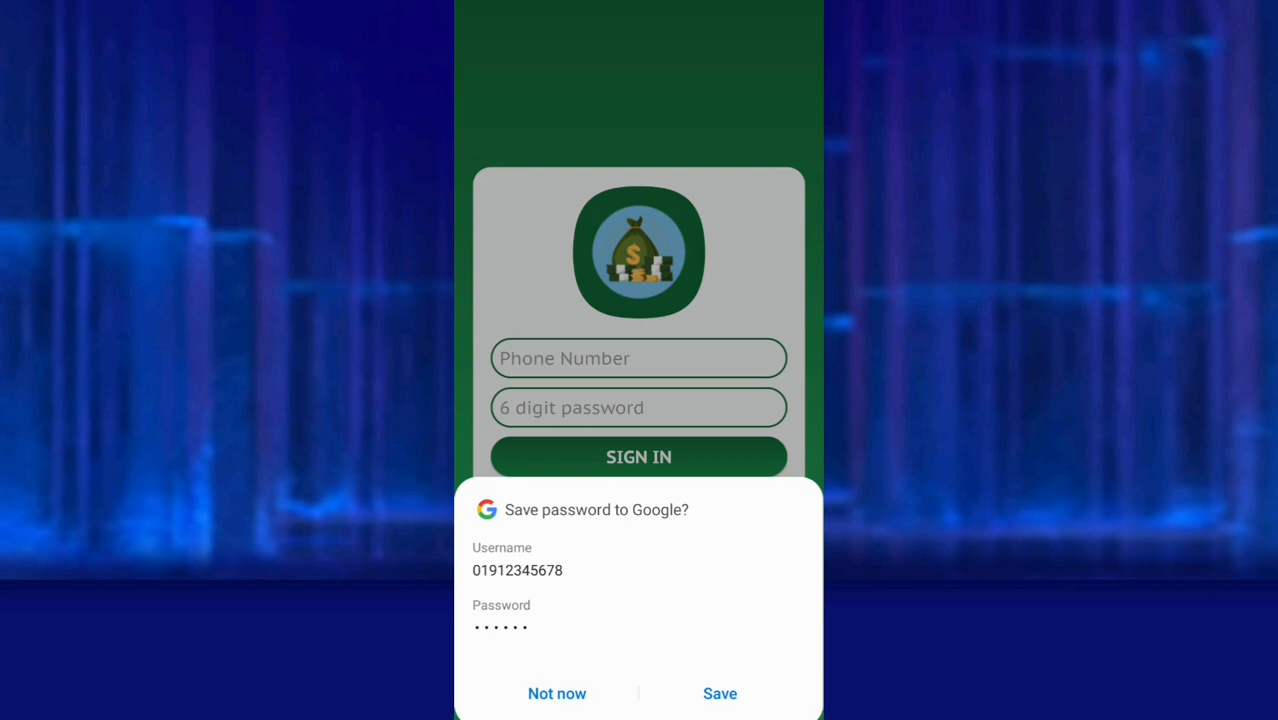 $
Phone Number
6 digit password
SIGN IN
G Save password to Google?
Username
01912345678
Password
••••••
Not now
Save